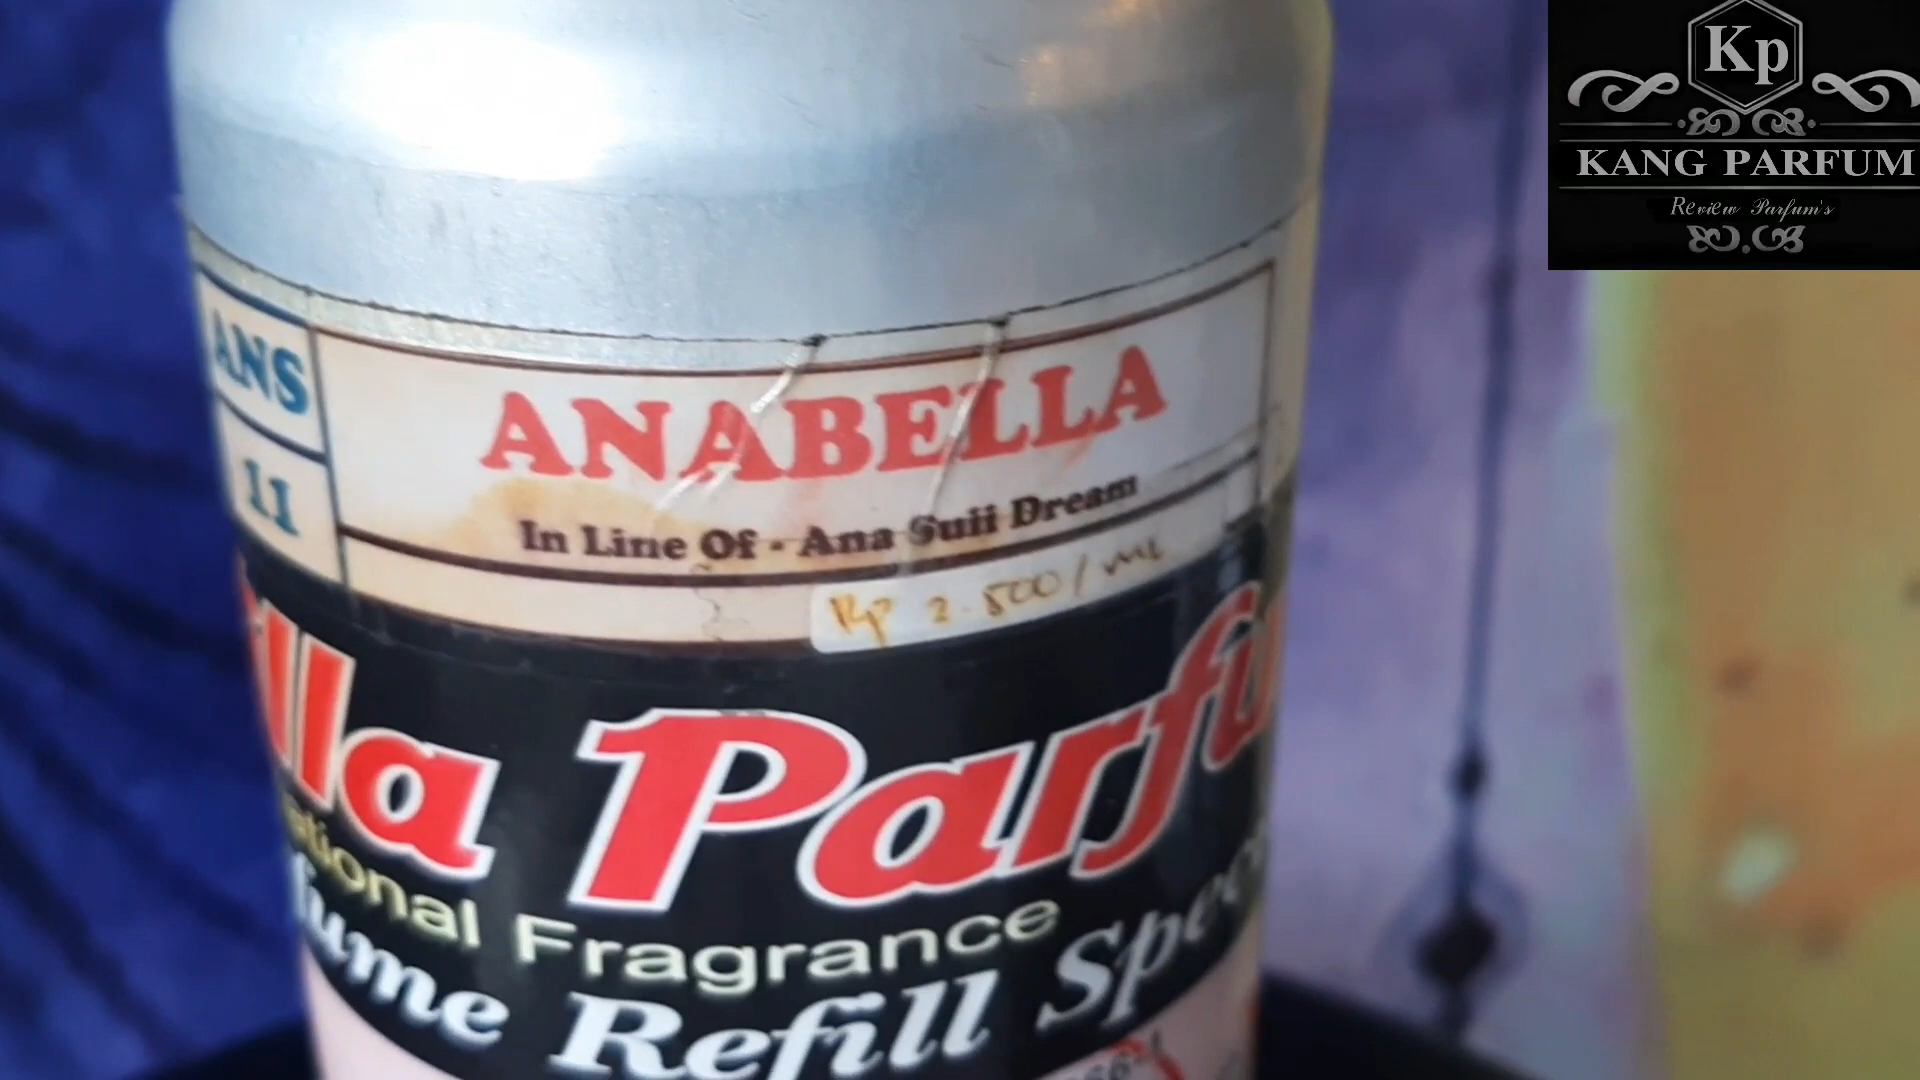 Kp
KANG PARFUM
Review Parfum's
ANS
11
ANABELLA
In Line Of - Ana Suii Dream
Rp 2.500 / ML
lla Parfu
ational Fragrance
fume Refill Spec